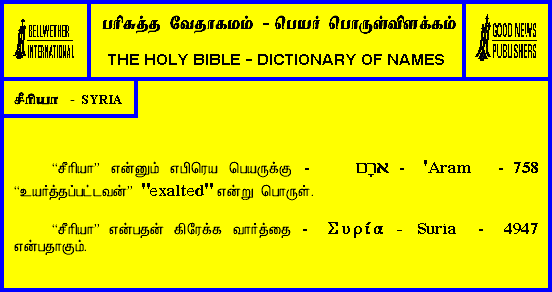 BELLWETHER
INTERNATIONAL
பரிசுத்த வேதாகமம் - பெயர் பொருள்விளக்கம்
THE HOLY BIBLE - DICTIONARY OF NAMES
GOOD NEWS
PUBLISHERS
சீரியா - SYRIA
“சீரியா” என்னும் எபிரெய பெயருக்கு - אֲרָם - 'Aram - 758
“உயர்த்தப்பட்டவன்” "exalted" என்று பொருள்.
“சீரியா” என்பதன் கிரேக்க வார்த்தை - Συρία - Suria - 4947
என்பதாகும்.